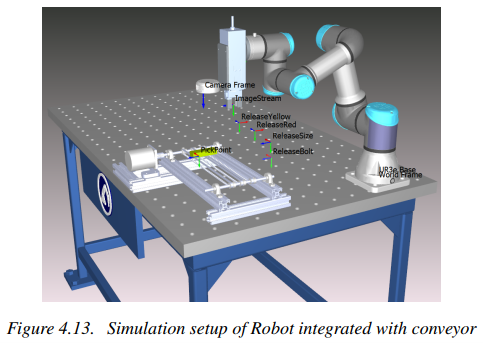 Camara Frame
ImageStream
ReleaseYellow
ReleaseRed
ReleaseSize
PickPoint
ReleaseBolt
UR3e Base
World Frame
Figure 4.13. Simulation setup of Robot integrated with conveyor